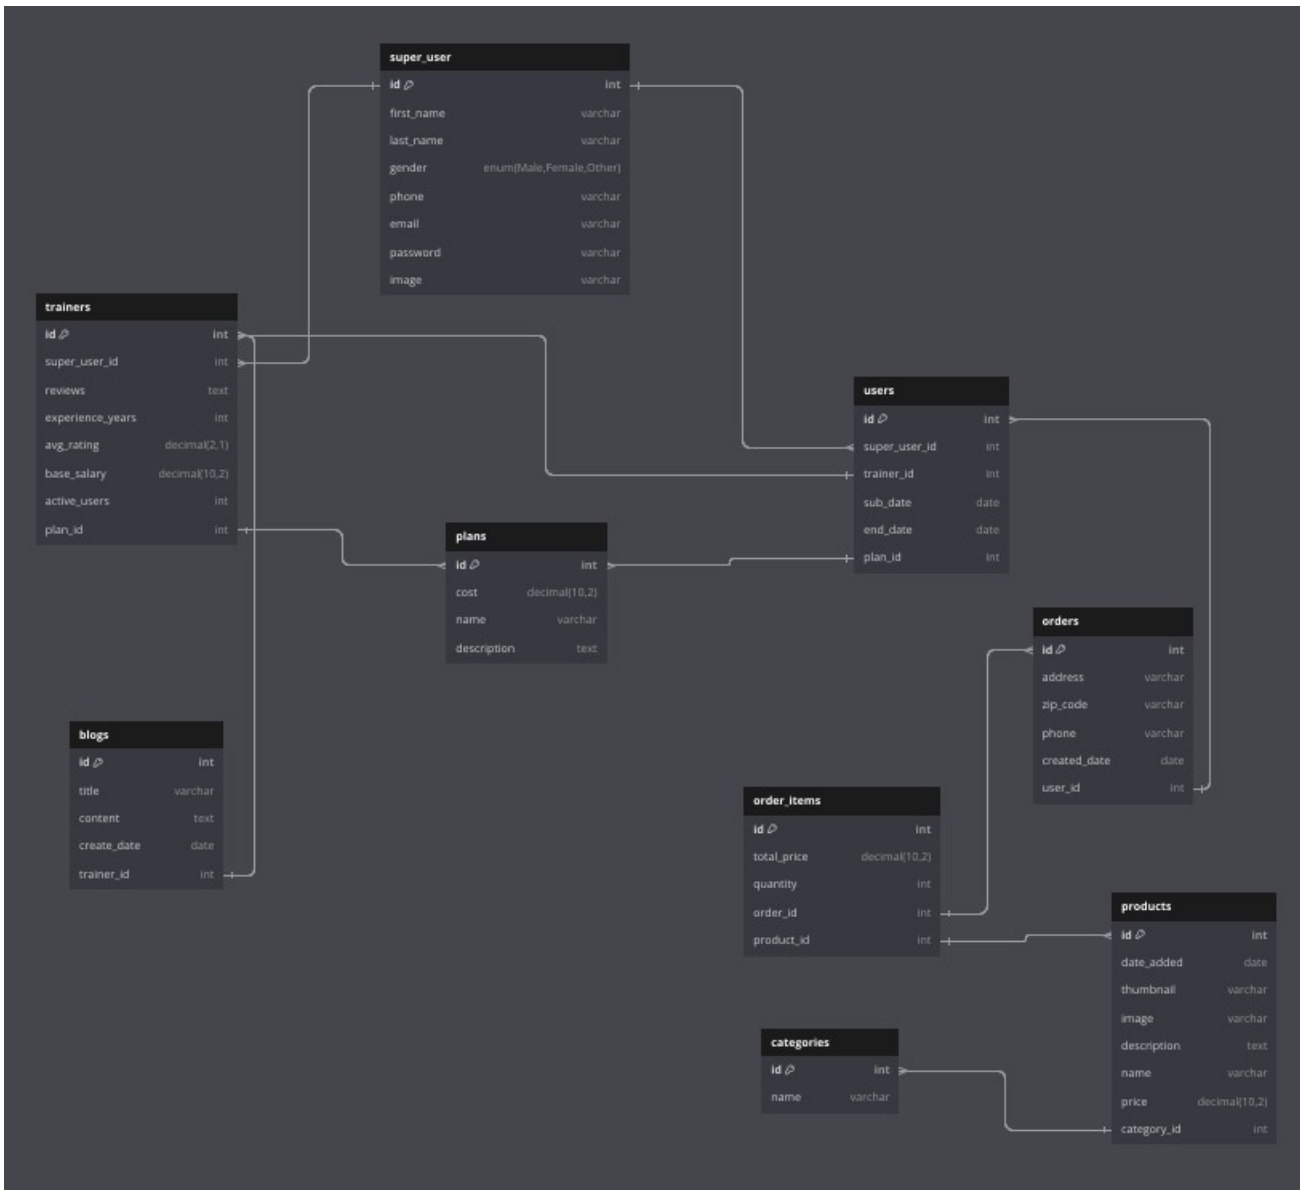 super_user
id int
first_name varchar
last_name varchar
gender enum(Male,Female,Other)
phone varchar
email varchar
password varchar
image varchar
trainers
id int
super_user_id int
reviews text
experience_years int
avg_rating decimal(2,1)
base_salary decimal(10,2)
active_users int
plan_id int
users
id int
super_user_id int
trainer_id int
sub_date date
end_date date
plan_id int
plans
id int
cost decimal(10,2)
name varchar
description text
orders
id int
address varchar
zip_code varchar
phone varchar
created_date date
user_id int
blogs
id int
title varchar
content text
create_date date
trainer_id int
order_items
id int
total_price decimal(10,2)
quantity int
order_id int
product_id int
products
id int
date_added date
thumbnail varchar
image varchar
description text
name varchar
price decimal(10,2)
category_id int
categories
id int
name varchar